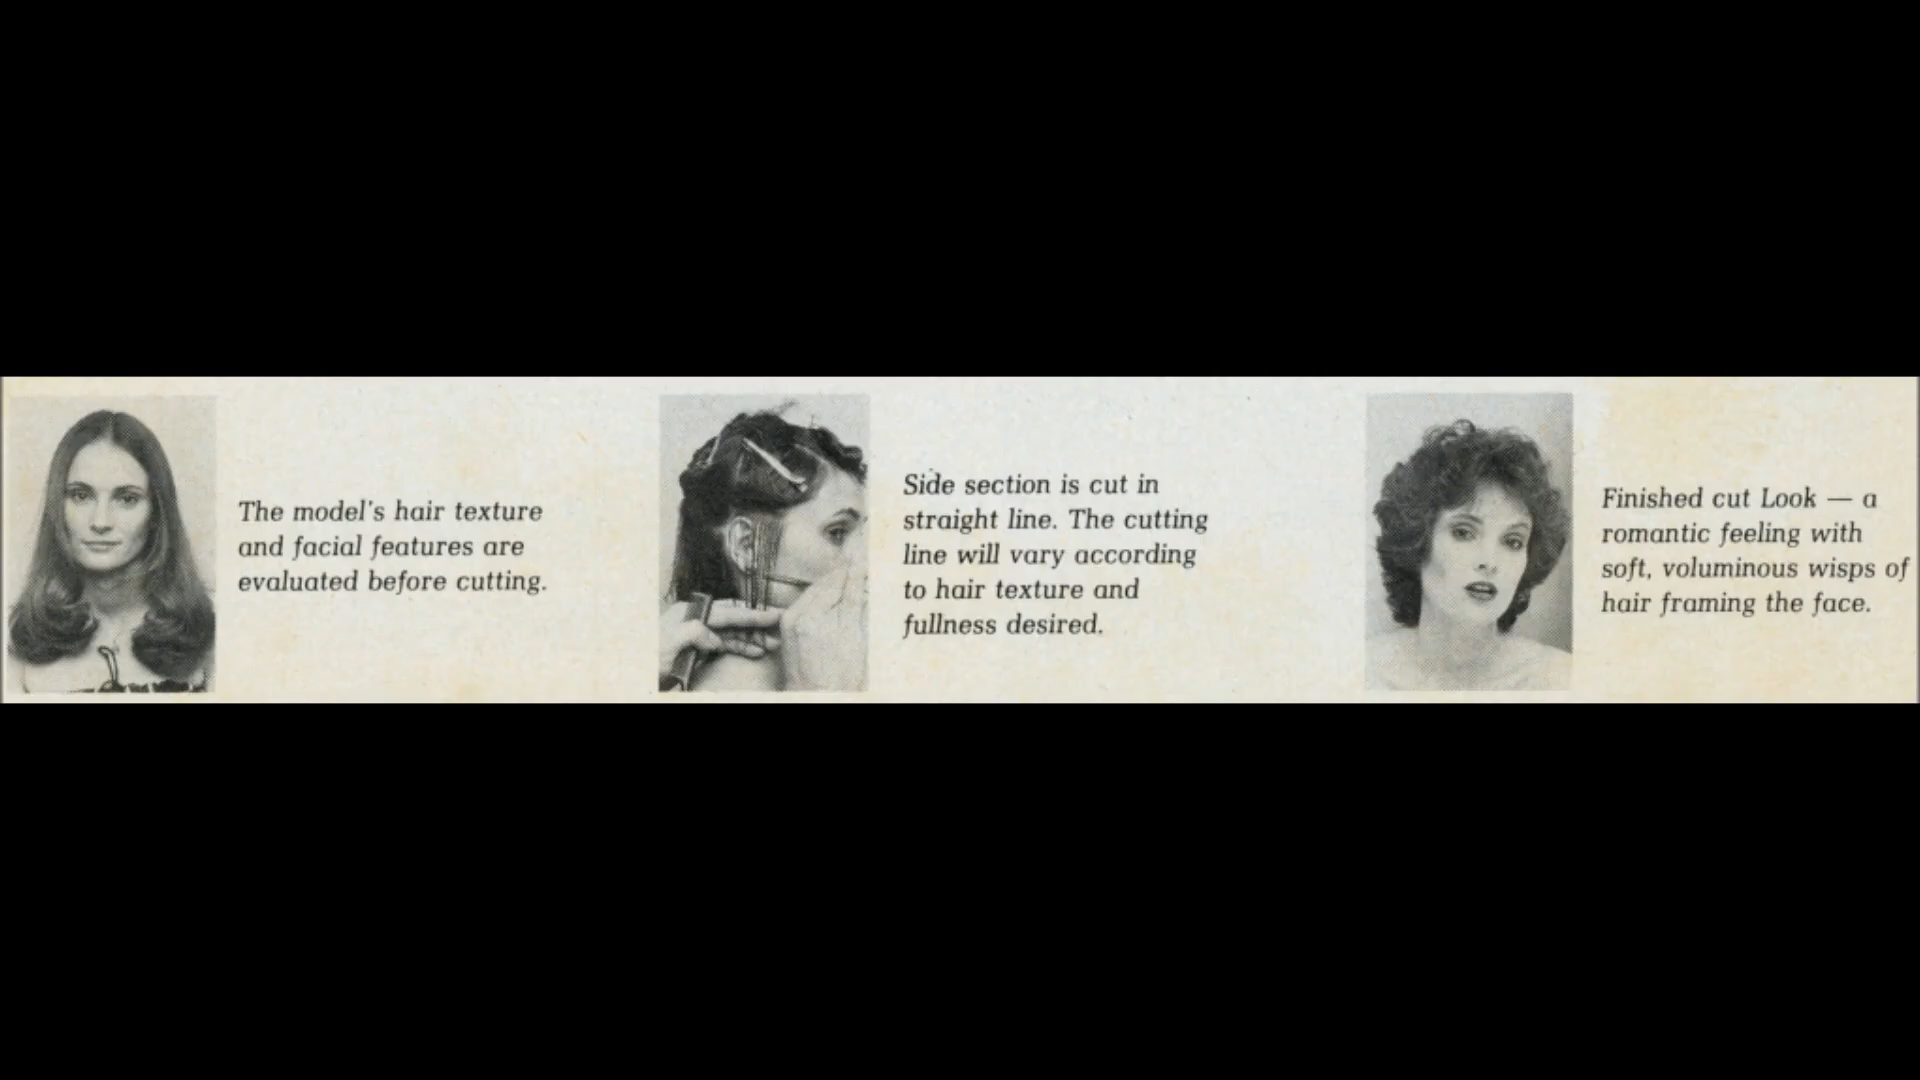 The model's hair texture
and facial features are
evaluated before cutting.
Side section is cut in
straight line. The cutting
line will vary according
to hair texture and
fullness desired.
Finished cut Look — a
romantic feeling with
soft, voluminous wisps of
hair framing the face.